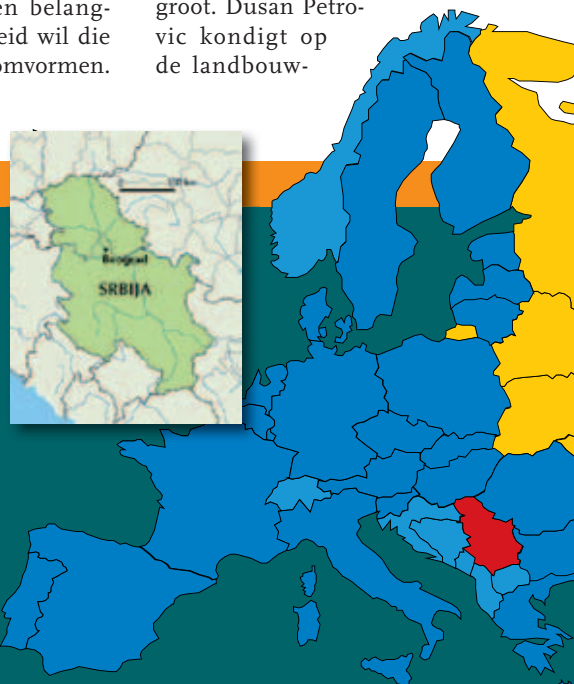 en belang-
eid wil die
omvormen.
groot. Dusan Petro-
vic kondigt op
de landbouw-
Beograd
SRBIJA